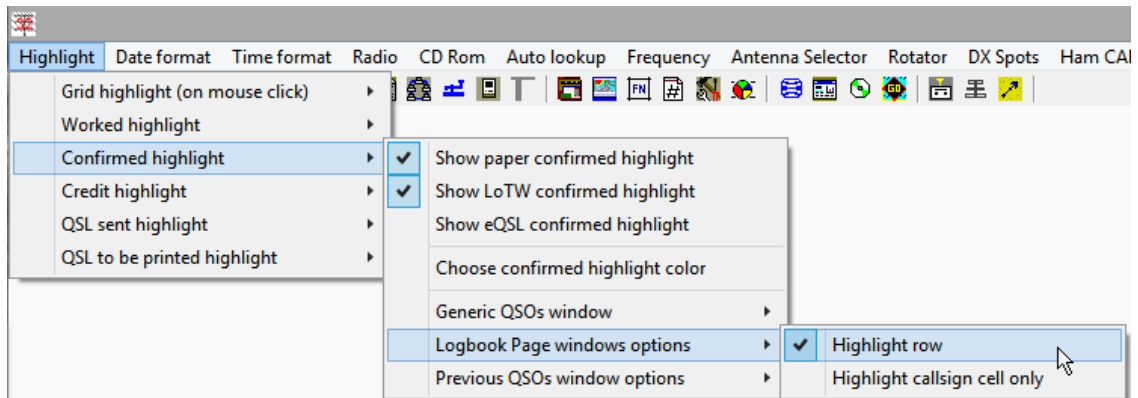 Highlight Date format Time format Radio CD Rom Auto lookup Frequency Antenna Selector Rotator DX Spots Ham CAP
Grid highlight (on mouse click)
Worked highlight
Confirmed highlight
Credit highlight
QSL sent highlight
QSL to be printed highlight
Show paper confirmed highlight
Show LoTW confirmed highlight
Show eQSL confirmed highlight
Choose confirmed highlight color
Generic QSOs window
Logbook Page windows options
Previous QSOs window options
Highlight row
Highlight callsign cell only